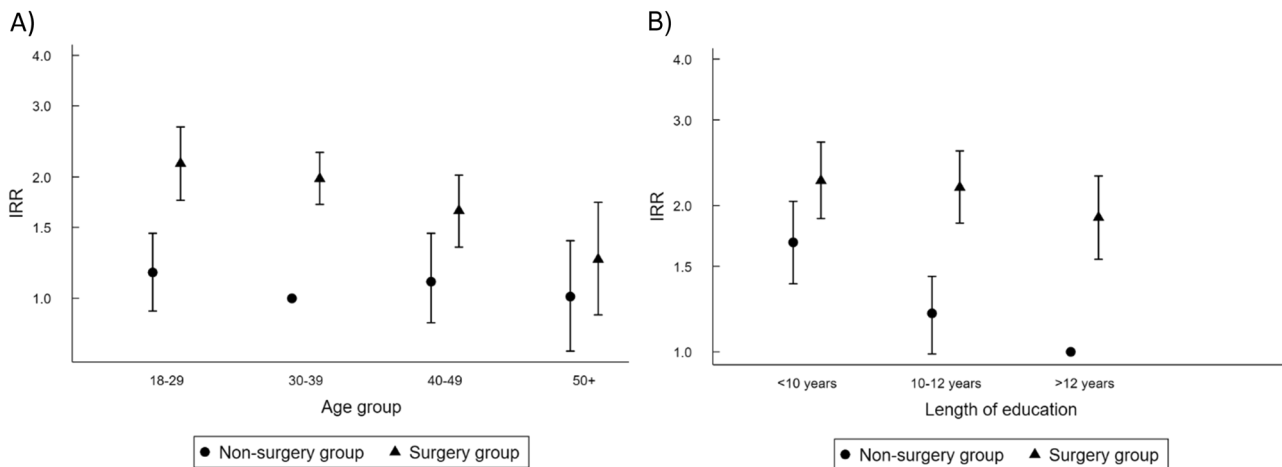 A)
4.0
3.0
2.0
1.5
1.0
IRR
18-29 30-39 40-49 50+
Age group
Non-surgery group Surgery group
B)
4.0
3.0
2.0
1.5
1.0
IRR
<10 years 10-12 years >12 years
Length of education
Non-surgery group Surgery group